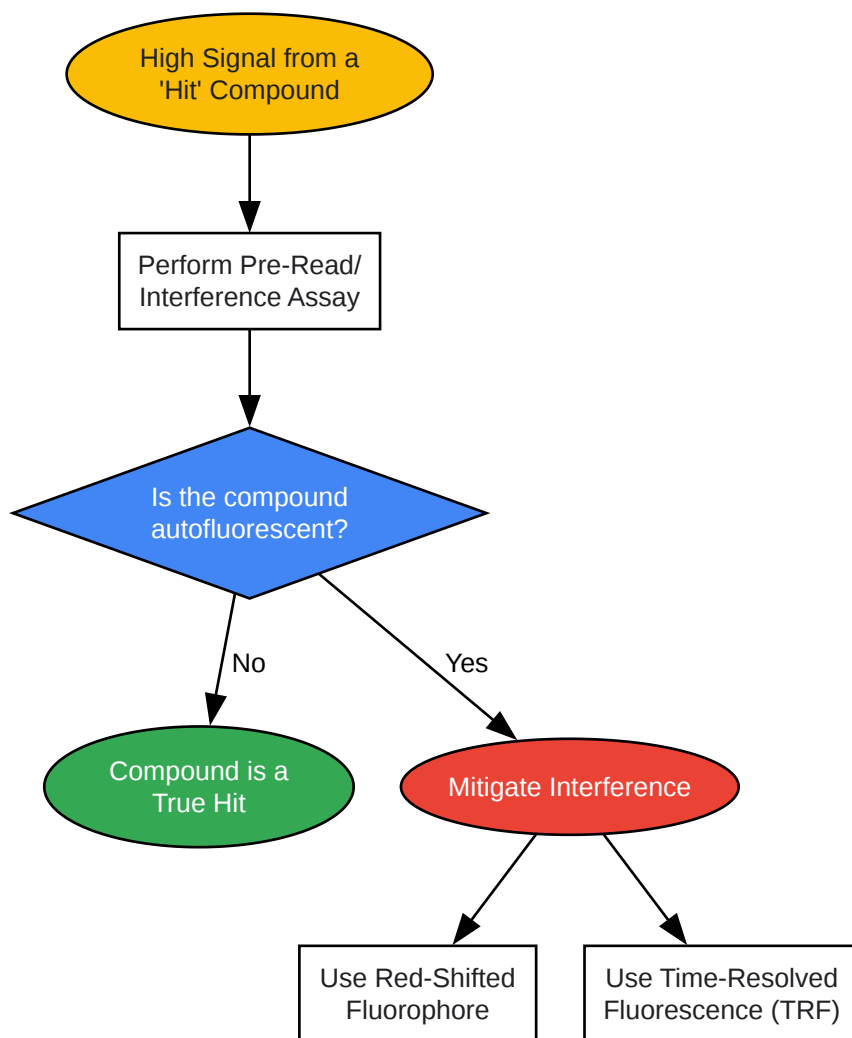 High Signal from a
'Hit' Compound
Perform Pre-Read/
Interference Assay
Is the compound
autofluorescent?
No
Yes
Compound is a
True Hit
Mitigate Interference
Use Red-Shifted
Fluorophore
Use Time-Resolved
Fluorescence (TRF)